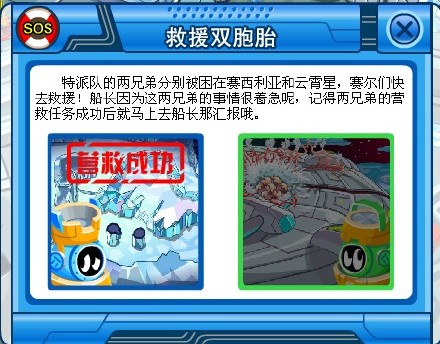 SOS
救援双胞胎
特派队的两兄弟分别被困在赛西利亚和云霄星，赛尔们快
去救援！船长因为这两兄弟的事情很着急呢，记得两兄弟的营
救任务成功后就马上去船长那汇报哦。
营救成功